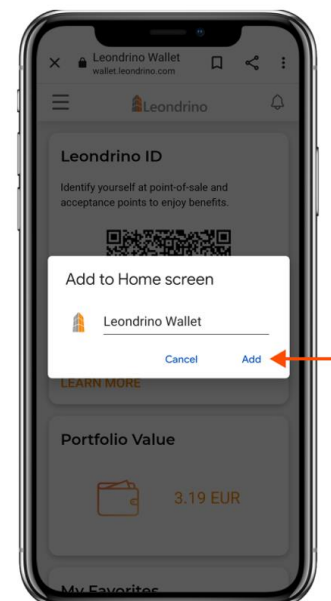 Leondrino Wallet
wallet.leondrino.com
Leondrino
Leondrino ID
Identify yourself at point-of-sale and
acceptance points to enjoy benefits.
Add to Home screen
Leondrino Wallet
Cancel Add
LEARN MORE
Portfolio Value
3.19 EUR
My Favorites